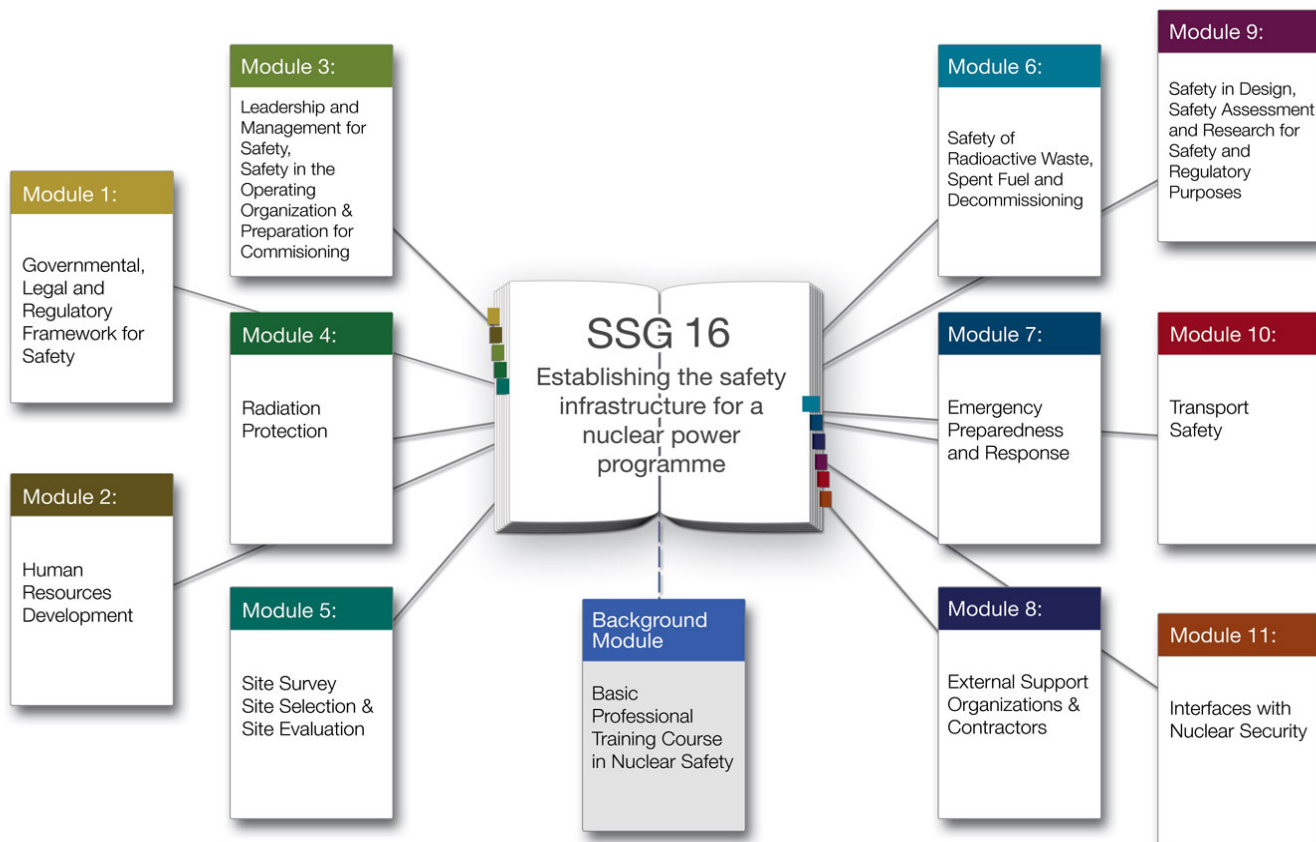 Module 1:
Governmental,
Legal and
Regulatory
Framework for
Safety
Module 2:
Human
Resources
Development
Module 3:
Leadership and
Management for
Safety,
Safety in the
Operating
Organization &
Preparation for
Commisioning
Module 4:
Radiation
Protection
Module 5:
Site Survey
Site Selection &
Site Evaluation
SSG 16
Establishing the safety
infrastructure for a
nuclear power
programme
Background
Module
Basic
Professional
Training Course
in Nuclear Safety
Module 6:
Safety of
Radioactive Waste,
Spent Fuel and
Decommissioning
Module 7:
Emergency
Preparedness
and Response
Module 8:
External Support
Organizations &
Contractors
Module 9:
Safety in Design,
Safety Assessment
and Research for
Safety and
Regulatory
Purposes
Module 10:
Transport
Safety
Module 11:
Interfaces with
Nuclear Security